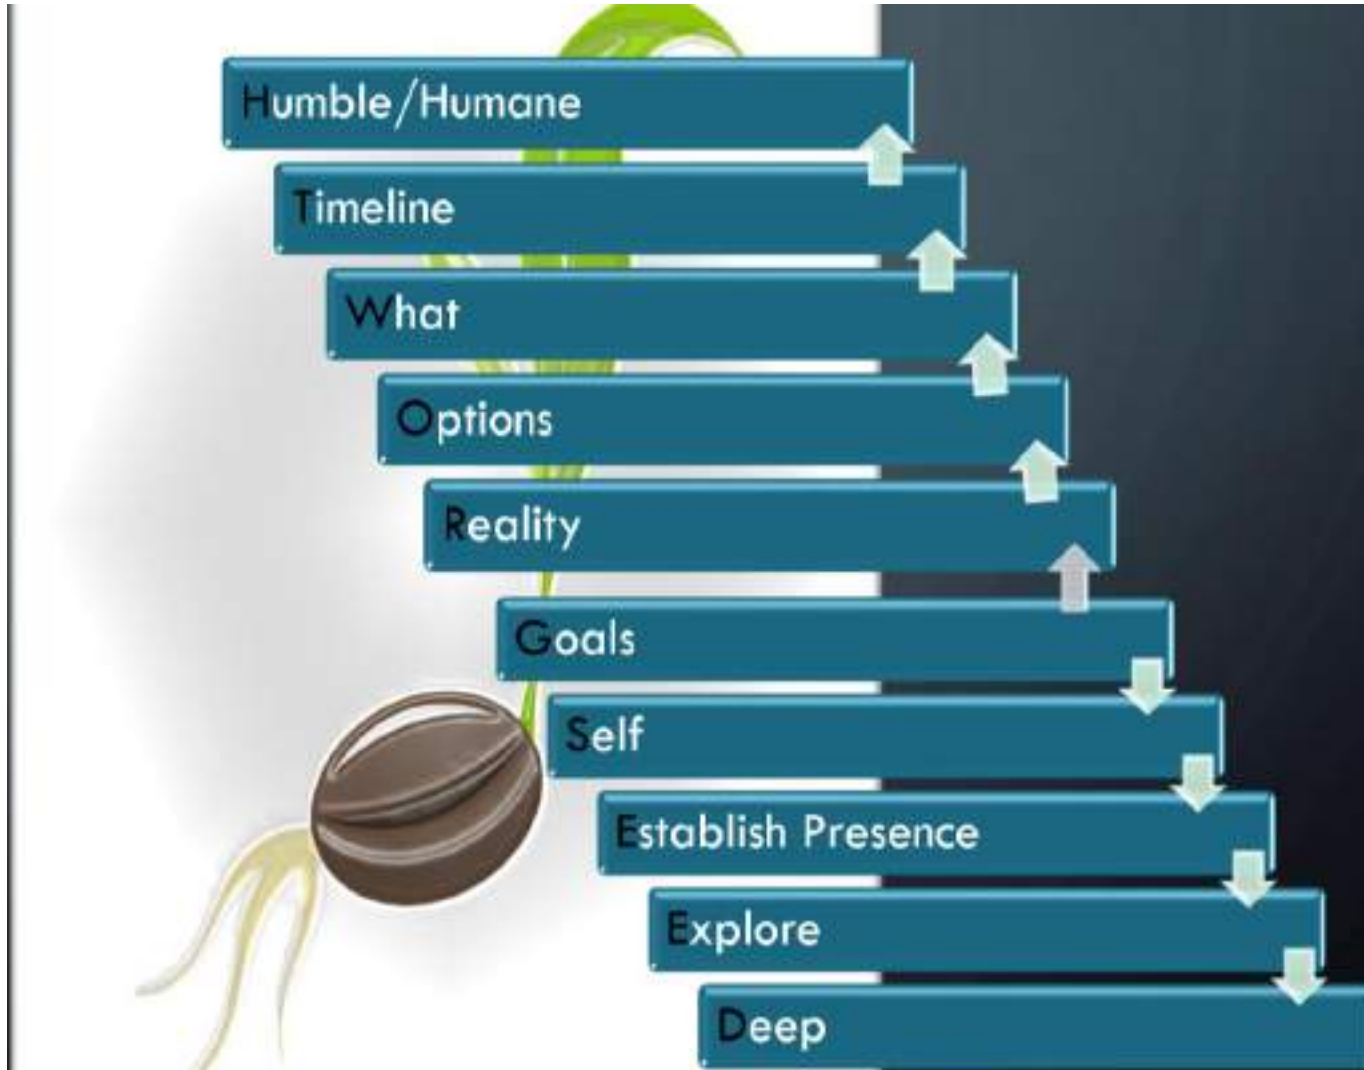 Humble/Humane
Timeline
What
Options
Reality
Goals
Self
Establish Presence
Explore
Deep